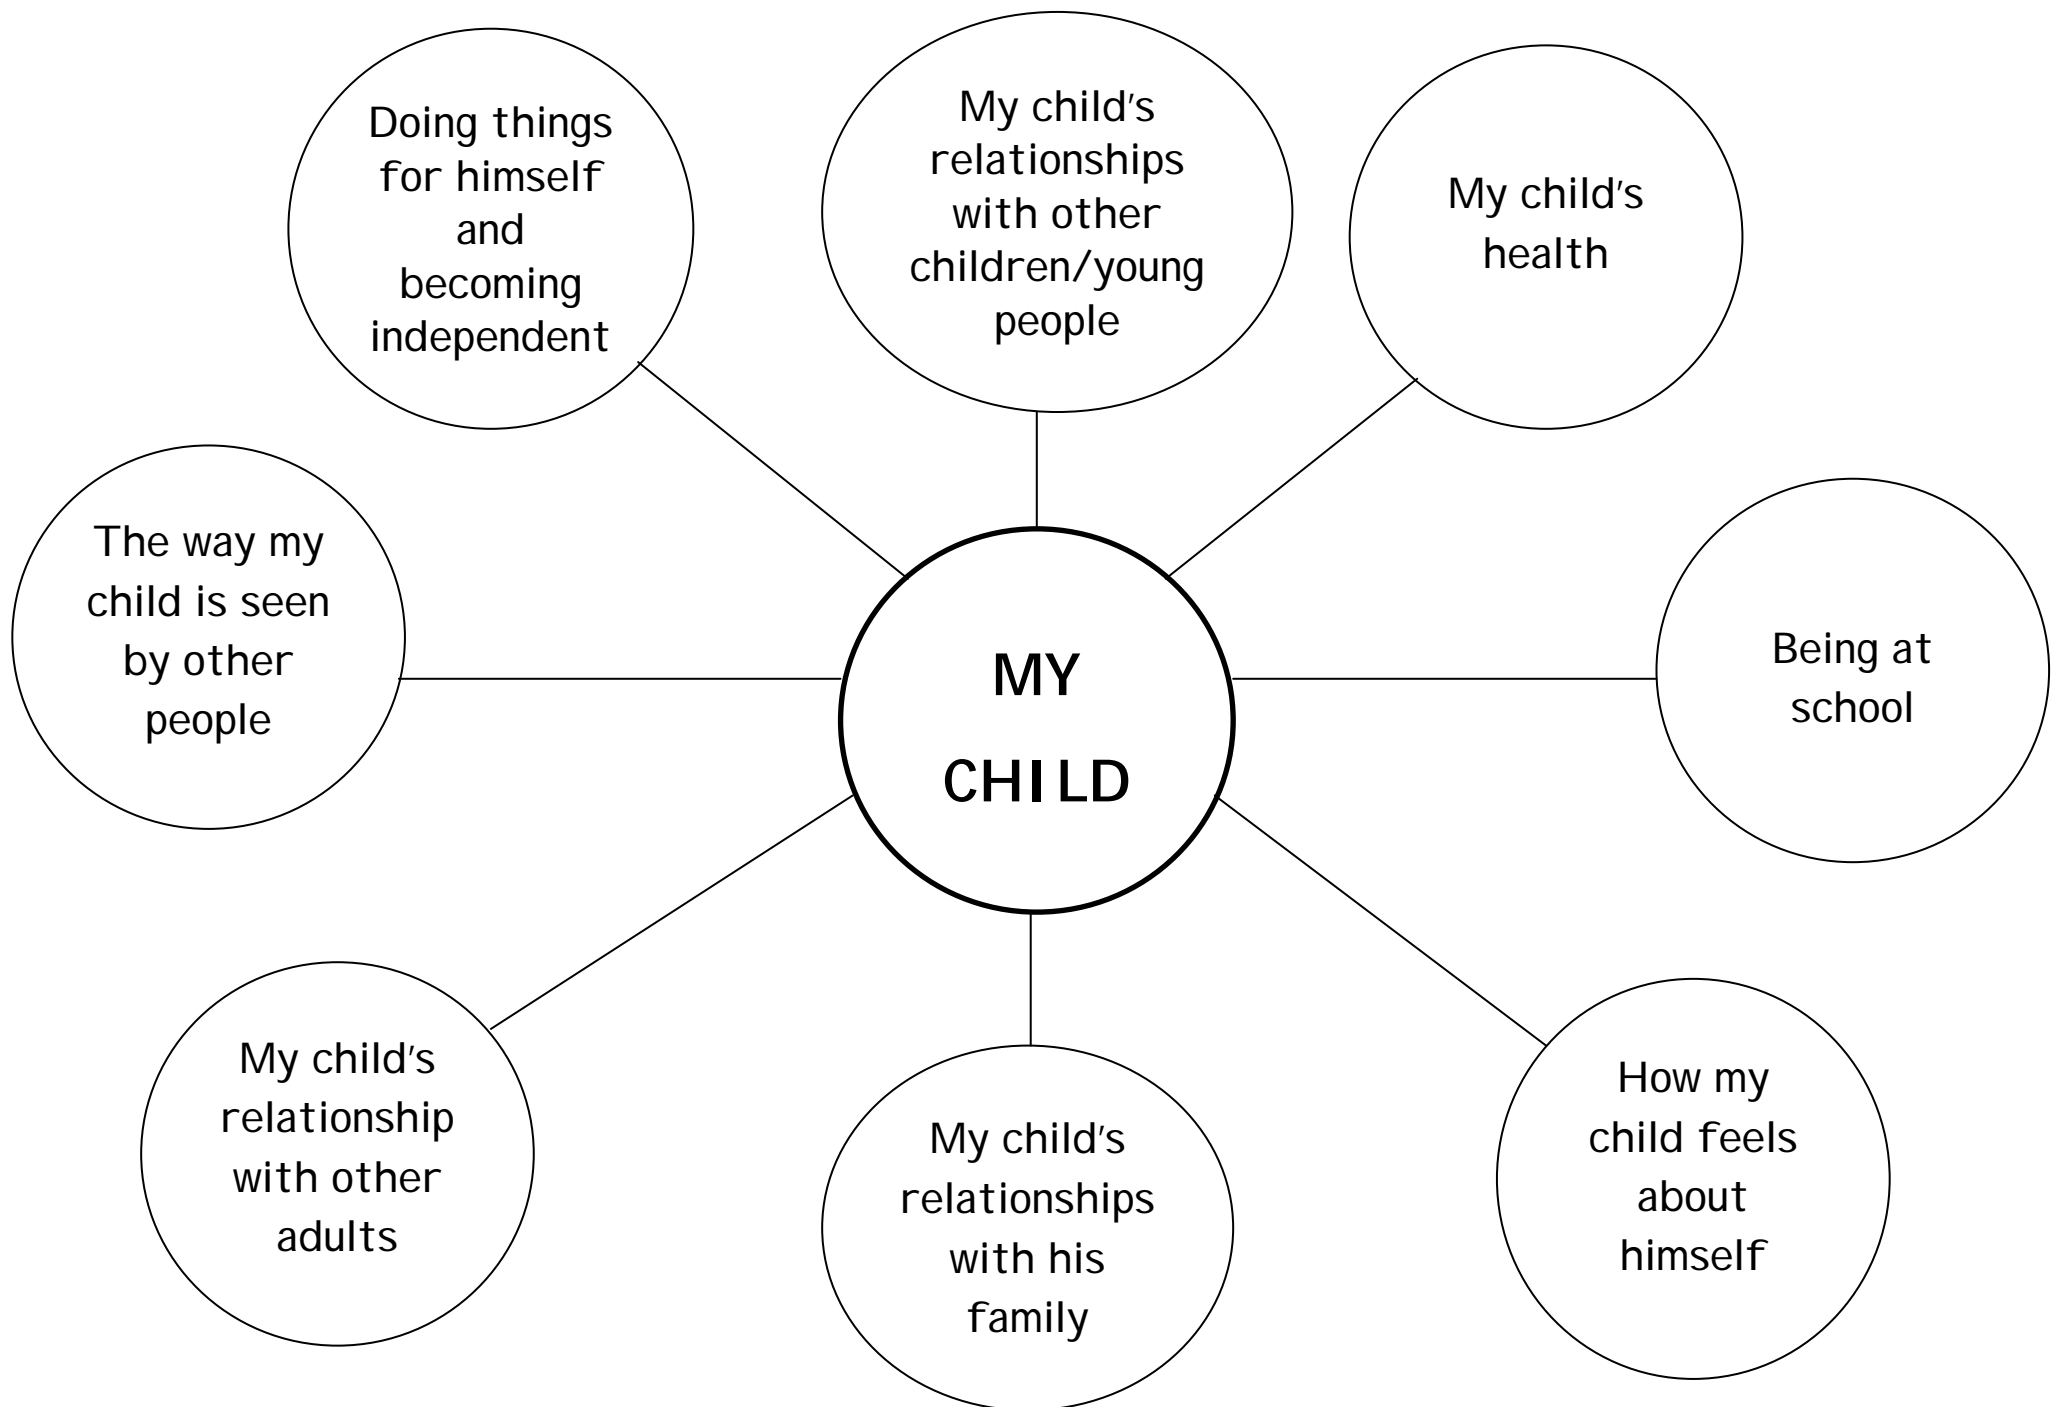 Doing things
for himself
and
becoming
independent
My child's
relationships
with other
children/young
people
My child's
health
The way my
child is seen
by other
people
MY
CHILD
Being at
school
My child's
relationship
with other
adults
My child's
relationships
with his
family
How my
child feels
about
himself